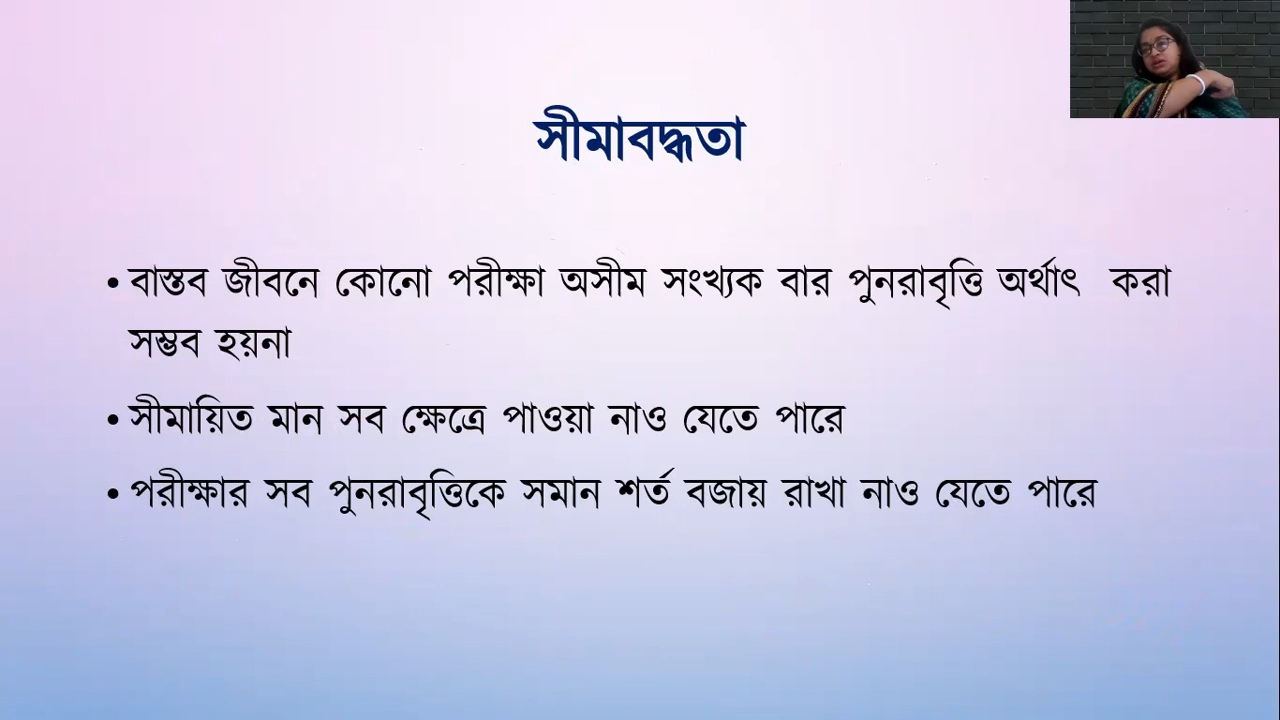 সীমাবদ্ধতা
• বাস্তব জীবনে কোনো পরীক্ষা অসীম সংখ্যক বার পুনরাবৃত্তি অর্থাৎ করা
সম্ভব হয়না
• সীমায়িত মান সব ক্ষেত্রে পাওয়া নাও যেতে পারে
• পরীক্ষার সব পুনরাবৃত্তিকে সমান শর্ত বজায় রাখা নাও যেতে পারে